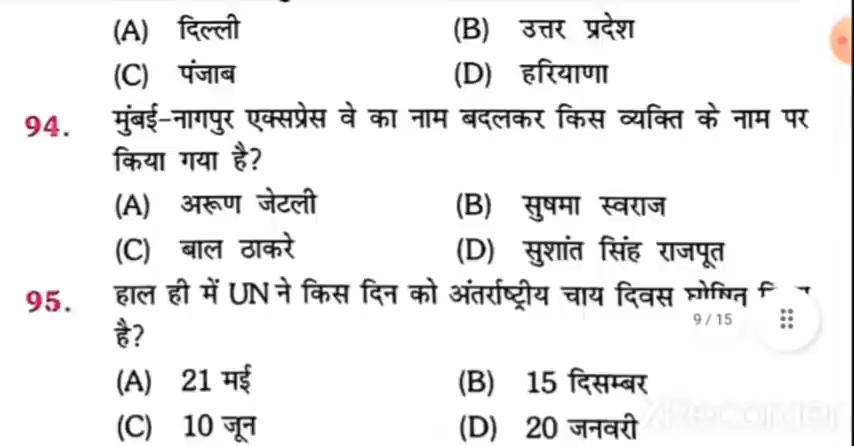 (A) दिल्ली (B) उत्तर प्रदेश
(C) पंजाब (D) हरियाणा
94. मुंबई-नागपुर एक्सप्रेस वे का नाम बदलकर किस व्यक्ति के नाम पर
किया गया है?
(A) अरूण जेटली (B) सुषमा स्वराज
(C) बाल ठाकरे (D) सुशांत सिंह राजपूत
95. हाल ही में UN ने किस दिन को अंतर्राष्ट्रीय चाय दिवस घोषित
9/15
है?
(A) 21 मई (B) 15 दिसम्बर
(C) 10 जून (D) 20 जनवरी
XRecorder